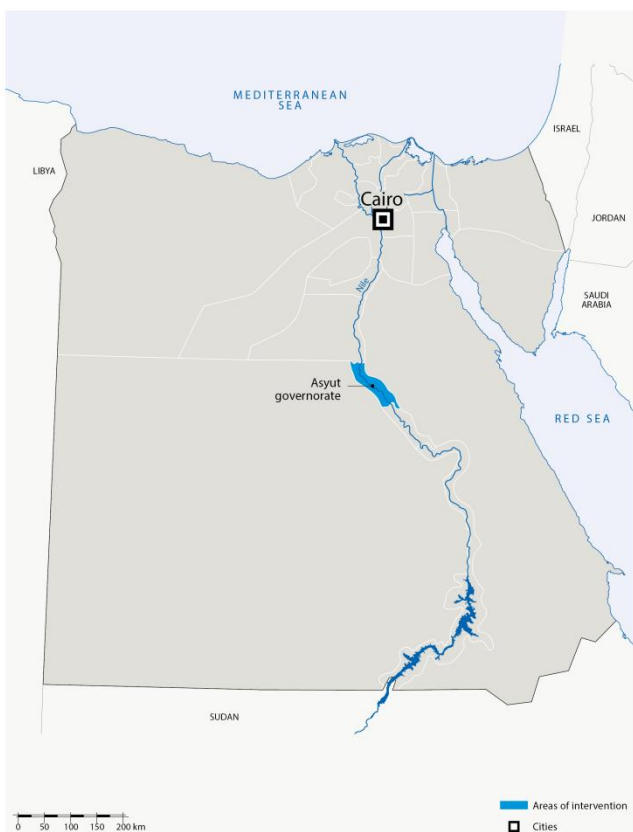 MEDITERRANEAN
SEA
ISRAEL
LIBYA
Cairo
JORDAN
Nile
SAUDI
ARABIA
Asyut
governorate
RED SEA
SUDAN
0 50 100 150 200 km
Areas of intervention
Cities